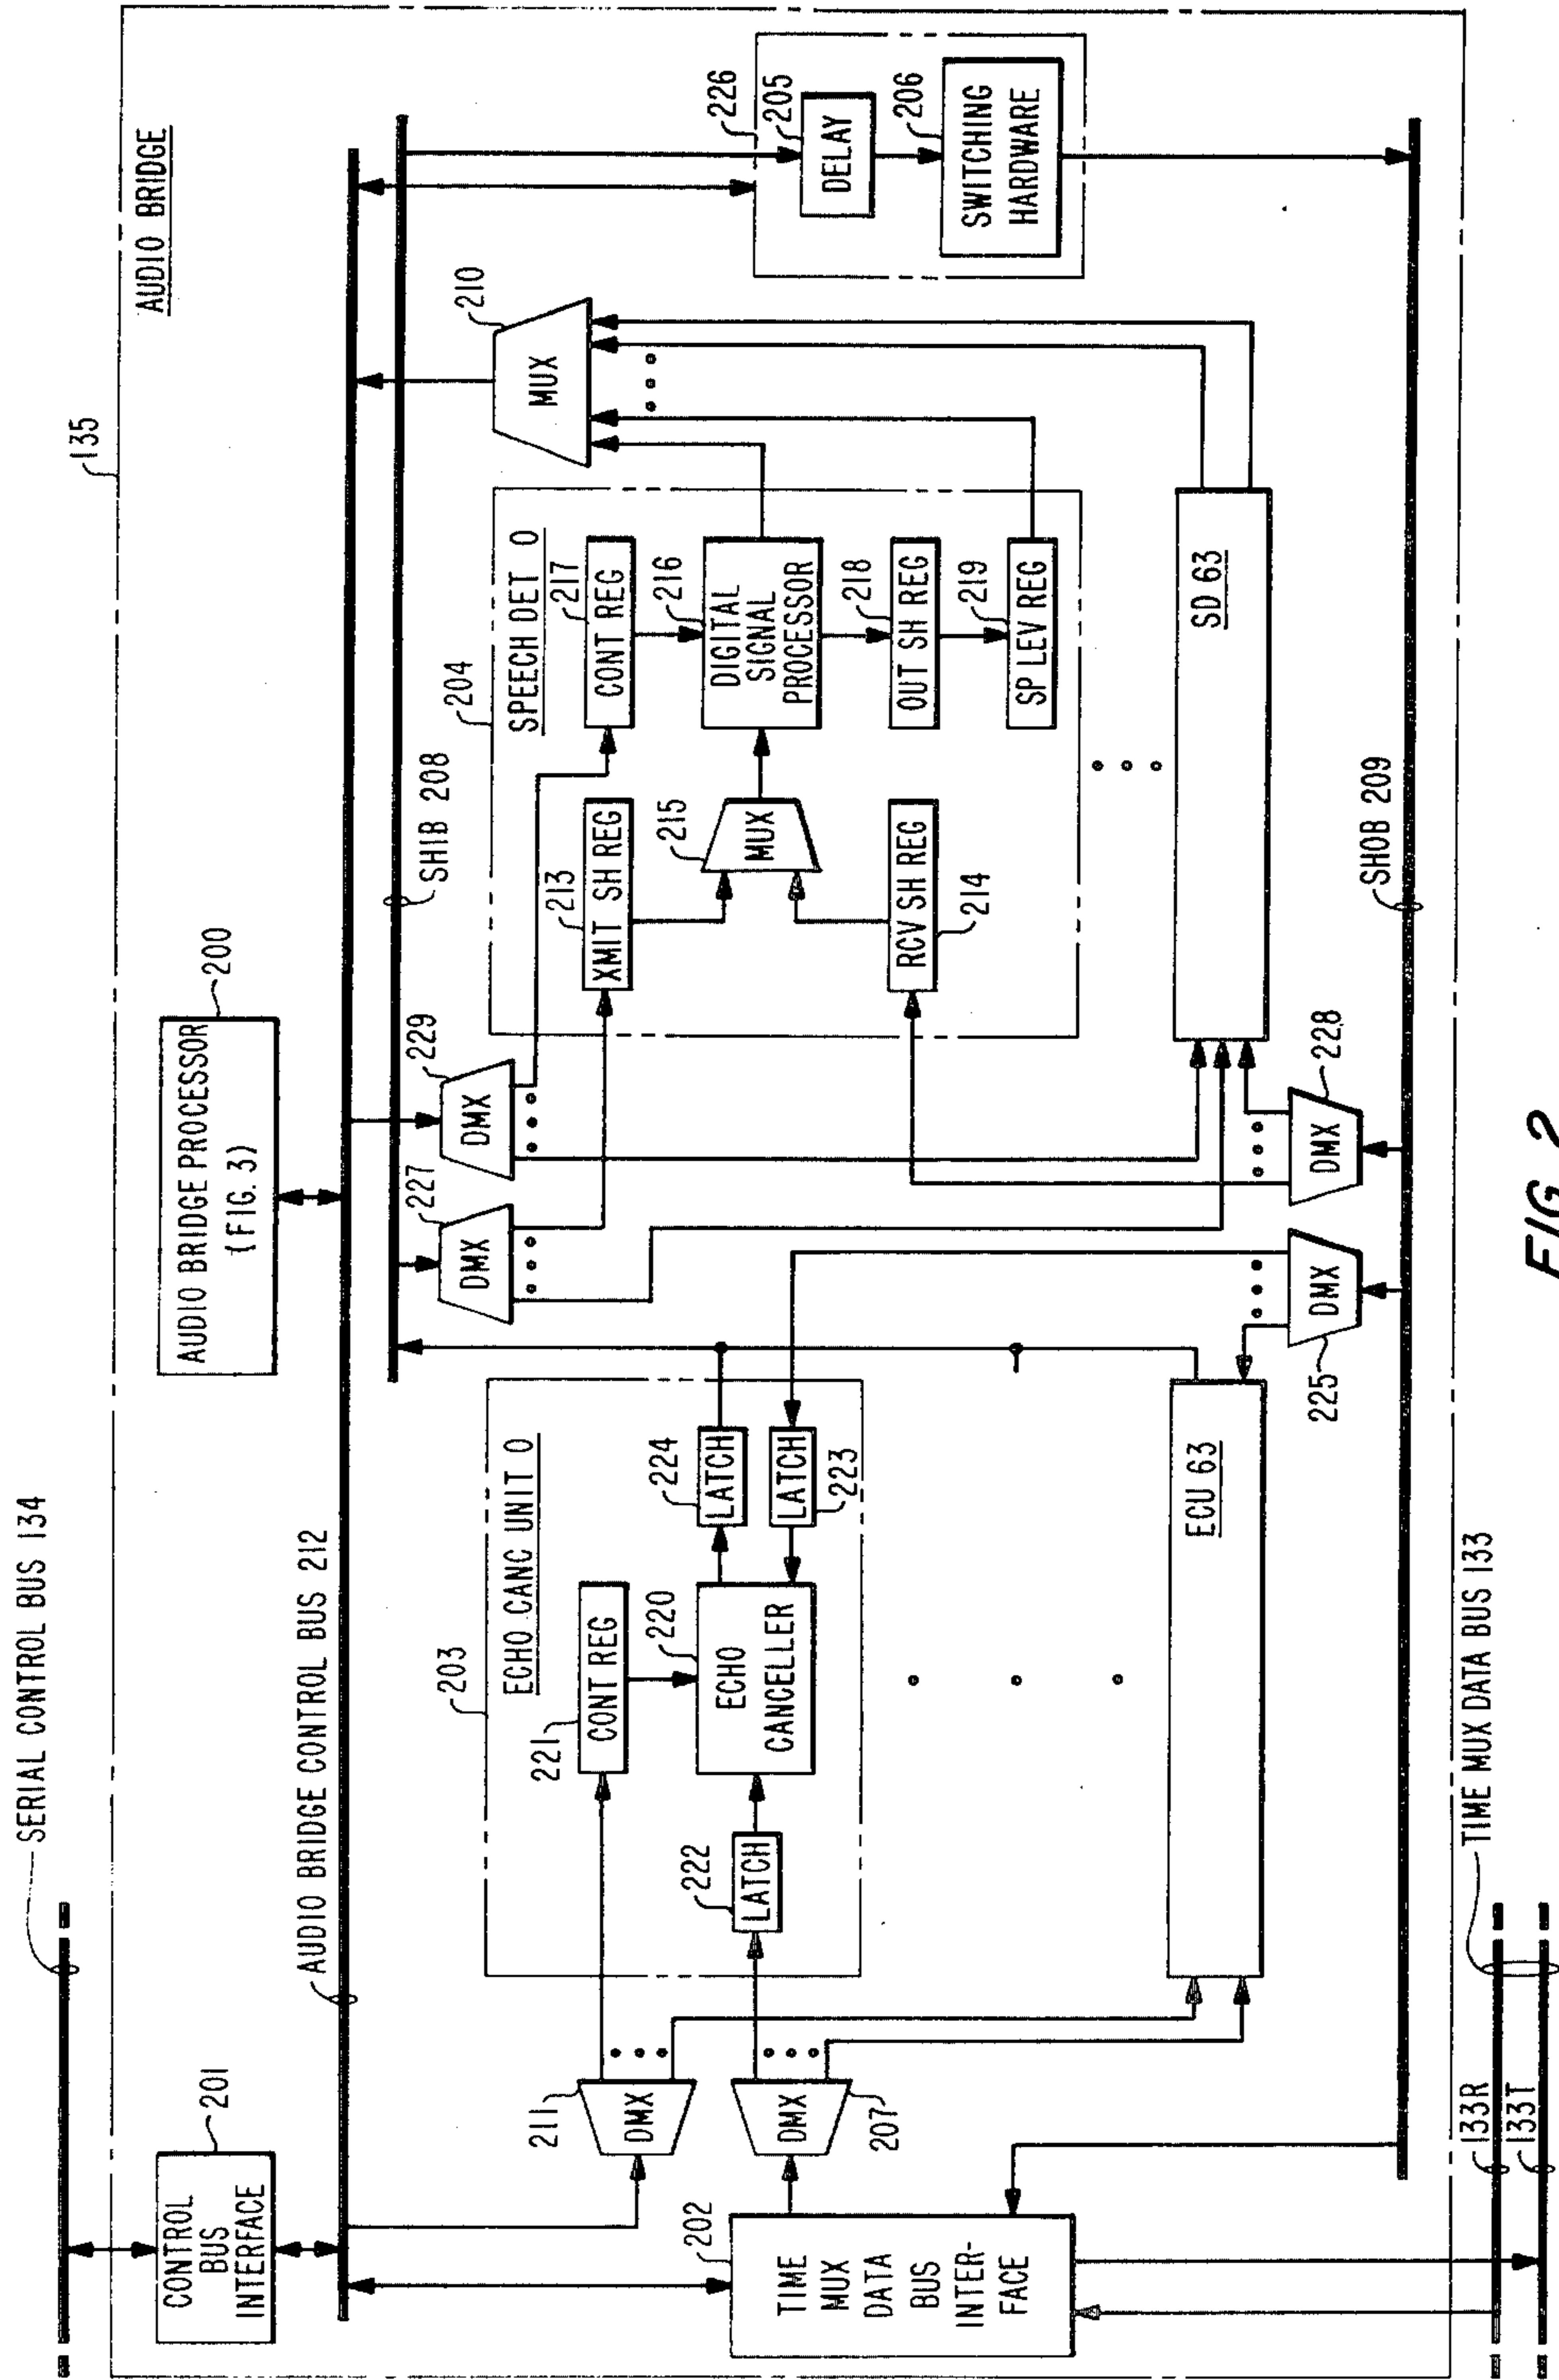 SERIAL CONTROL BUS 134
135
AUDIO BRIDGE
CONTROL
BUS
INTERFACE
201
AUDIO BRIDGE PROCESSOR
(FIG. 3)
200
AUDIO BRIDGE CONTROL BUS 212
SHIB 208
211
DMX
203
ECHO CANC UNIT 0
221
CONT REG
220
ECHO
CANCELLER
222
LATCH
224
LATCH
LATCH
223
227
DMX
229
DMX
204
SPEECH DET 0
213
XMIT SH REG
217
CONT REG
215
MUX
216
DIGITAL
SIGNAL
PROCESSOR
RCV SH REG
214
218
OUT SH REG
219
SP LEV REG
210
MUX
226
205
DELAY
206
SWITCHING
HARDWARE
202
TIME
MUX
DATA
BUS
INTER-
FACE
DMX
207
ECU 63
SD 63
DMX
225
DMX
228
SHOB 209
133R
133T
TIME MUX DATA BUS 133
FIG. 2